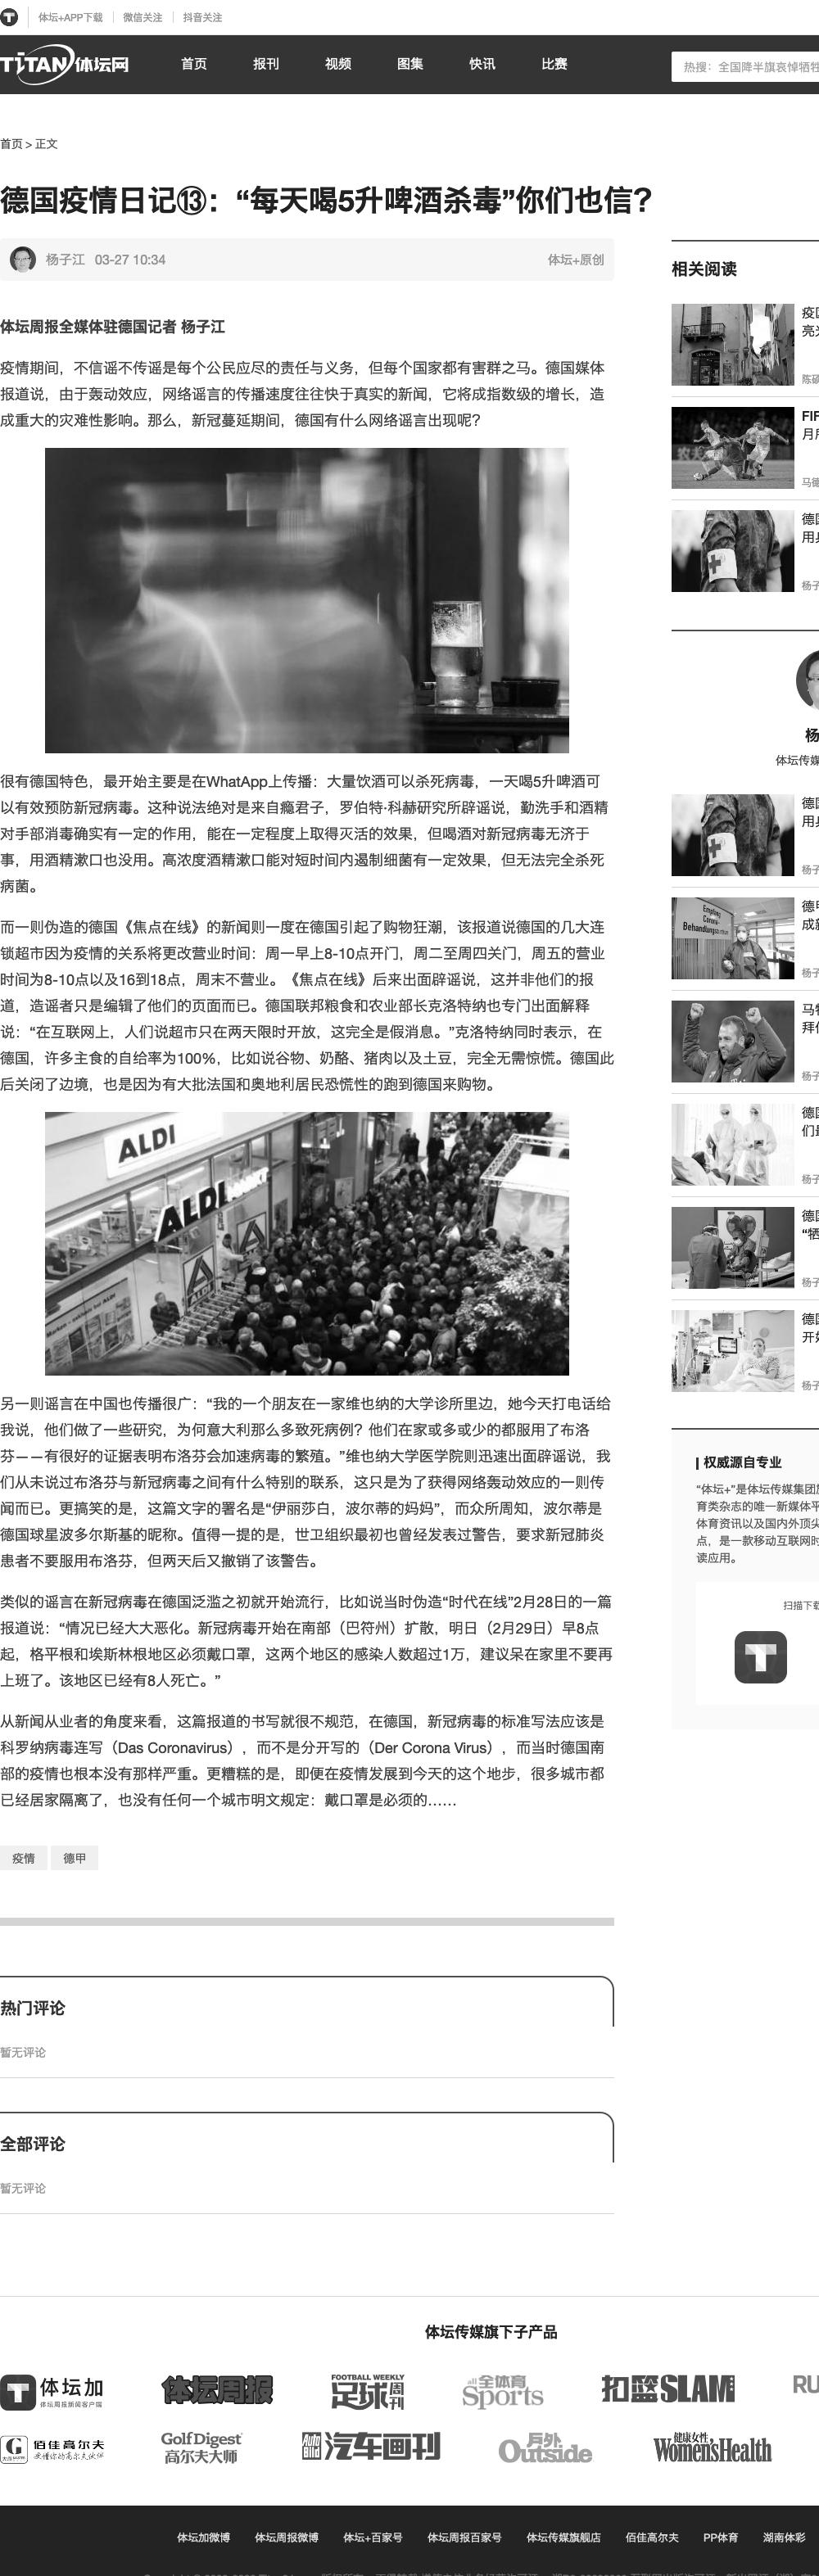 体坛+APP下载 微信关注 抖音关注
TiTAN体坛网 首页 报刊 视频 图集 快讯 比赛 热搜：全国降半旗哀悼牺牲
首页 > 正文
德国疫情日记⑬：“每天喝5升啤酒杀毒”你们也信？
杨子江 03-27 10:34 体坛+原创
体坛周报全媒体驻德国记者 杨子江
疫情期间，不信谣不传谣是每个公民应尽的责任与义务，但每个国家都有害群之马。德国媒体
报道说，由于轰动效应，网络谣言的传播速度往往快于真实的新闻，它将成指数级的增长，造
成重大的灾难性影响。那么，新冠蔓延期间，德国有什么网络谣言出现呢？
很有德国特色，最开始主要是在WhatApp上传播：大量饮酒可以杀死病毒，一天喝5升啤酒可
以有效预防新冠病毒。这种说法绝对是来自瘾君子，罗伯特·科赫研究所辟谣说，勤洗手和酒精
对手部消毒确实有一定的作用，能在一定程度上取得灭活的效果，但喝酒对新冠病毒无济于
事，用酒精漱口也没用。高浓度酒精漱口能对短时间内遏制细菌有一定效果，但无法完全杀死
病菌。
而一则伪造的德国《焦点在线》的新闻则一度在德国引起了购物狂潮，该报道说德国的几大连
锁超市因为疫情的关系将更改营业时间：周一早上8-10点开门，周二至周四关门，周五的营业
时间为8-10点以及16到18点，周末不营业。《焦点在线》后来出面辟谣说，这并非他们的报
道，造谣者只是编辑了他们的页面而已。德国联邦粮食和农业部长克洛特纳也专门出面解释
说：“在互联网上，人们说超市只在两天限时开放，这完全是假消息。”克洛特纳同时表示，在
德国，许多主食的自给率为100%，比如说谷物、奶酪、猪肉以及土豆，完全无需惊慌。德国此
后关闭了边境，也是因为有大批法国和奥地利居民恐慌性的跑到德国来购物。
ALDI
ALDI
另一则谣言在中国也传播很广：“我的一个朋友在一家维也纳的大学诊所里边，她今天打电话给
我说，他们做了一些研究，为何意大利那么多致死病例？他们在家或多或少的都服用了布洛
芬——有很好的证据表明布洛芬会加速病毒的繁殖。”维也纳大学医学院则迅速出面辟谣说，我
们从未说过布洛芬与新冠病毒之间有什么特别的联系，这只是为了获得网络轰动效应的一则传
闻而已。更搞笑的是，这篇文字的署名是“伊丽莎白，波尔蒂的妈妈”，而众所周知，波尔蒂是
德国球星波多尔斯基的昵称。值得一提的是，世卫组织最初也曾经发表过警告，要求新冠肺炎
患者不要服用布洛芬，但两天后又撤销了该警告。
类似的谣言在新冠病毒在德国泛滥之初就开始流行，比如说当时伪造“时代在线”2月28日的一篇
报道说：“情况已经大大恶化。新冠病毒开始在南部（巴符州）扩散，明日（2月29日）早8点
起，格平根和埃斯林根地区必须戴口罩，这两个地区的感染人数超过1万，建议呆在家里不要再
上班了。该地区已经有8人死亡。”
从新闻从业者的角度来看，这篇报道的书写就很不规范，在德国，新冠病毒的标准写法应该是
科罗纳病毒连写（Das Coronavirus），而不是分开写的（Der Corona Virus），而当时德国南
部的疫情也根本没有那样严重。更糟糕的是，即便在疫情发展到今天的这个地步，很多城市都
已经居家隔离了，也没有任何一个城市明文规定：戴口罩是必须的……
疫情 德甲
热门评论
暂无评论
全部评论
暂无评论
相关阅读
疫
亮
陈硕
FIF
月
马德
德
用
杨子
杨
体坛传媒
德
用
杨子
德
成
杨子
马
拜
杨子
德
们
杨子
德
“牺
杨子
德
开
杨子
权威源自专业
“体坛+”是体坛传媒集团旗
育类杂志的唯一新媒体平
体育资讯以及国内外顶尖
点，是一款移动互联网时
读应用。
扫描下载
体坛传媒旗下子产品
体坛加 体坛周报新闻客户端 体坛周报 FOOTBALL WEEKLY 足球周刊 全体育 Sports 扣篮SLAM RU
佰佳高尔夫 Golf Digest 高尔夫大师 Auto Bild 汽车画刊 户外 Outside 健康女性 Women'sHealth
体坛加微博 体坛周报微博 体坛+百家号 体坛周报百家号 体坛传媒旗舰店 佰佳高尔夫 PP体育 湖南体彩